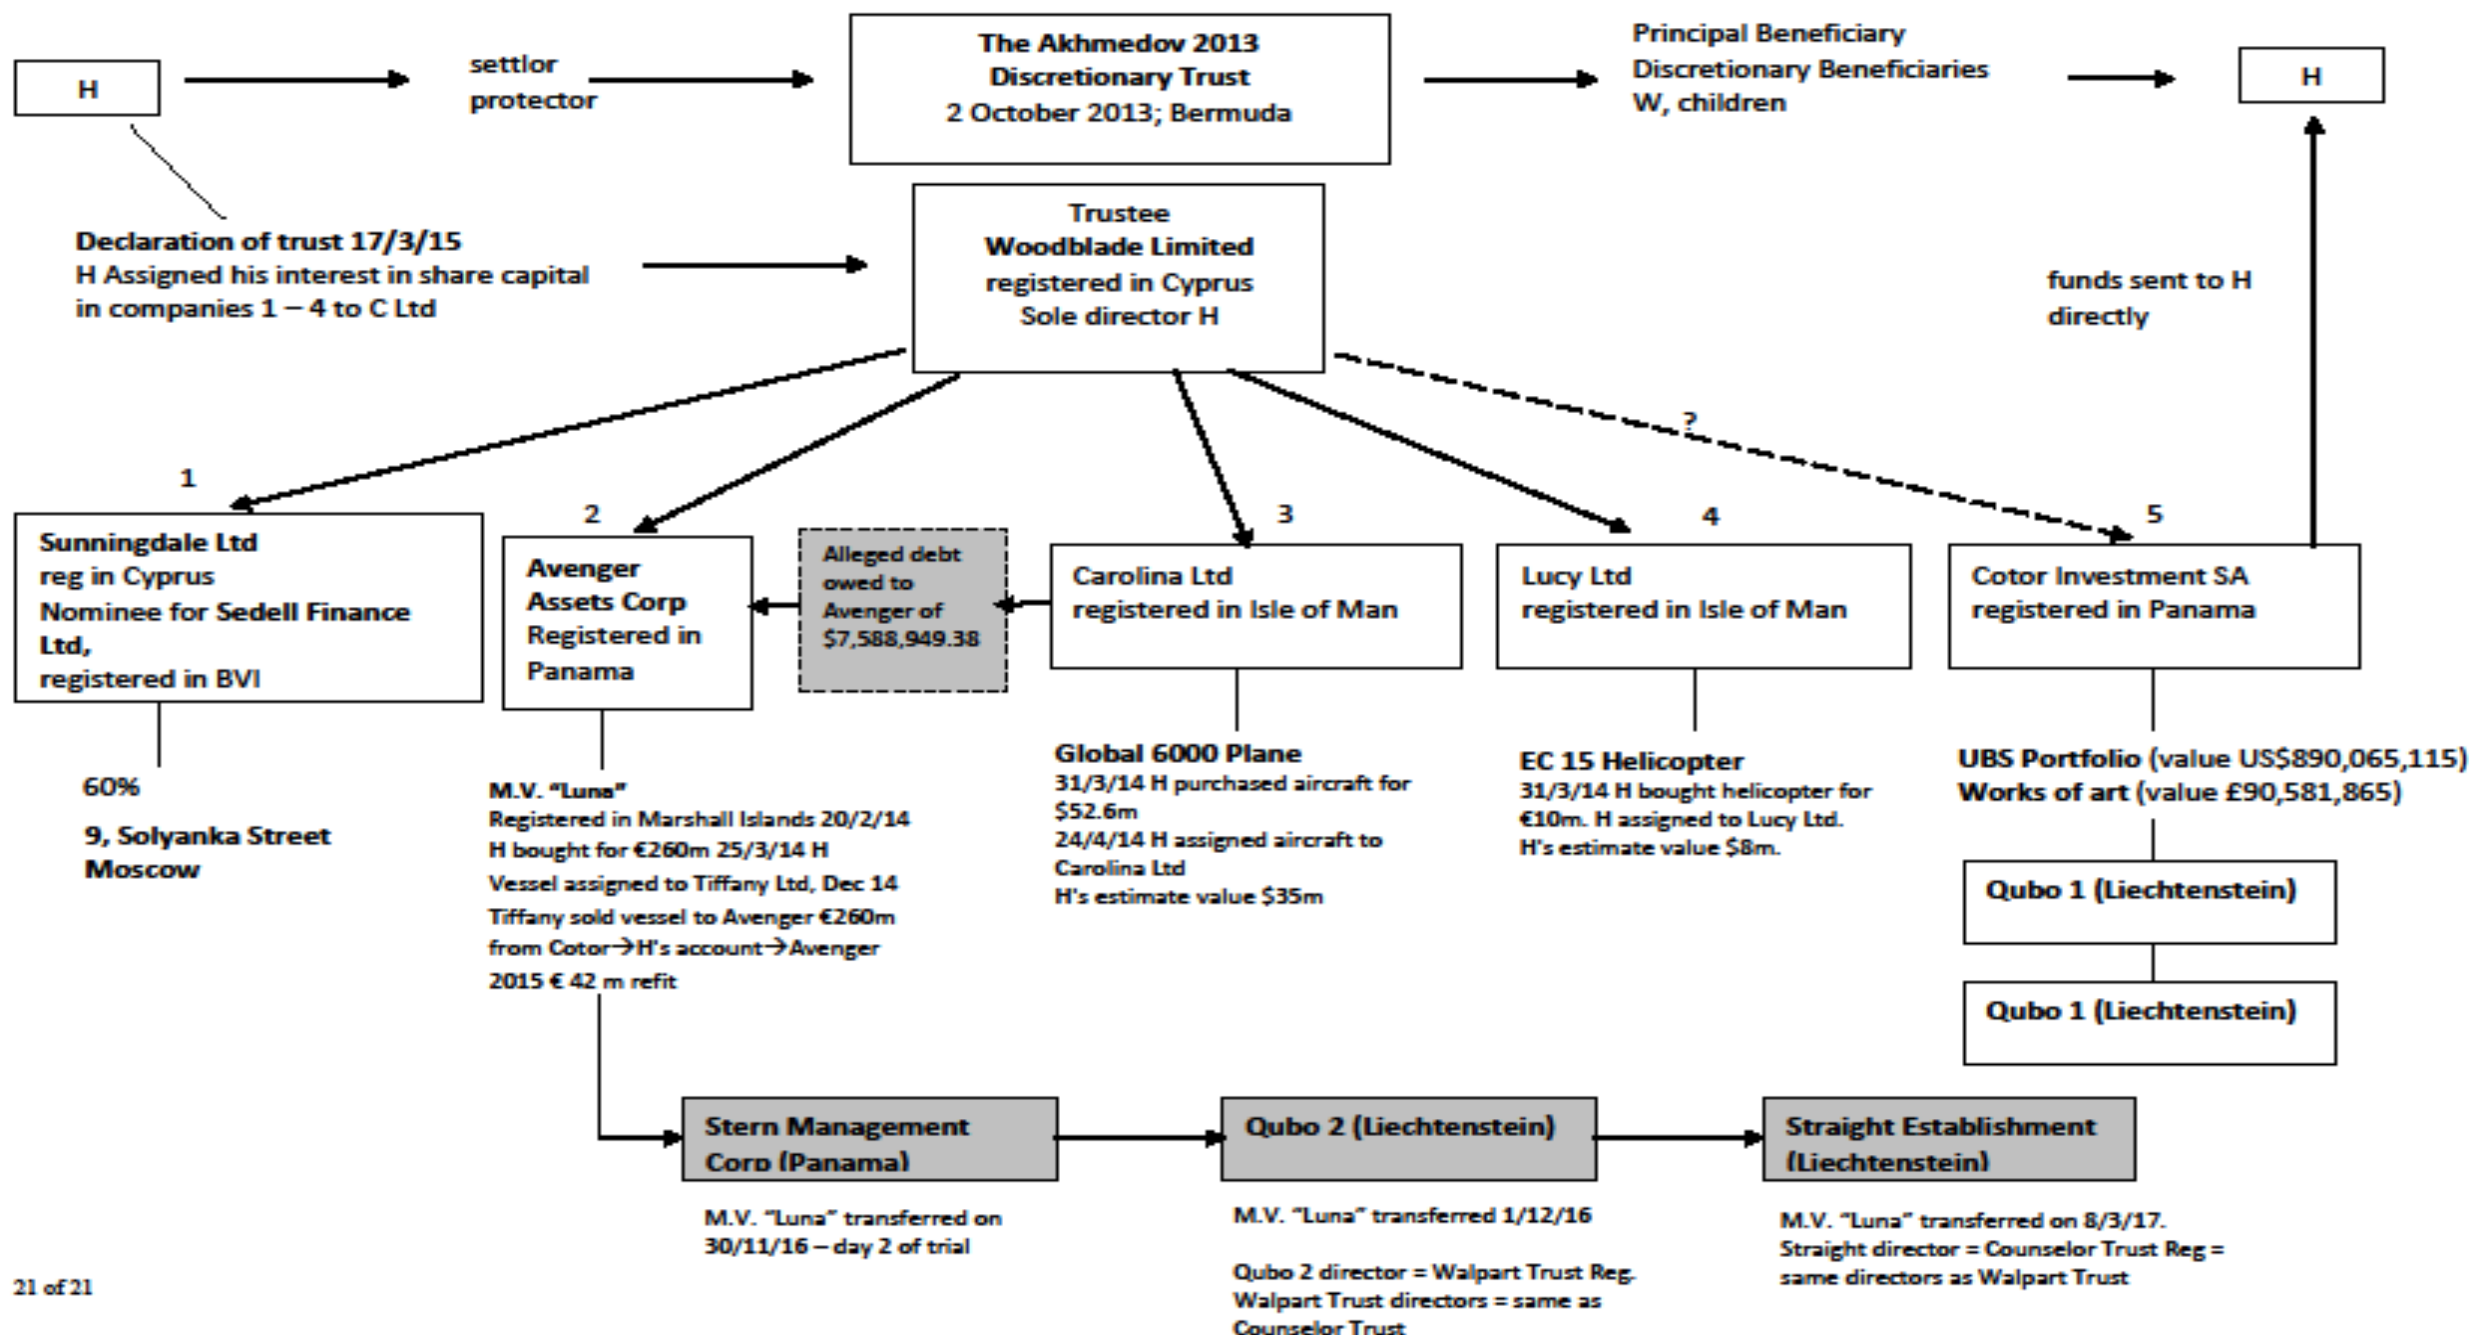 H
settlor
protector
The Akhmedov 2013
Discretionary Trust
2 October 2013; Bermuda
Principal Beneficiary
Discretionary Beneficiaries
W, children
H
Declaration of trust 17/3/15
H Assigned his interest in share capital
in companies 1 – 4 to C Ltd
Trustee
Woodblade Limited
registered in Cyprus
Sole director H
funds sent to H
directly
?
1
2
3
4
5
Sunningdale Ltd
reg in Cyprus
Nominee for Sedell Finance
Ltd,
registered in BVI
Avenger
Assets Corp
Registered in
Panama
Alleged debt
owed to
Avenger of
$7,588,949.38
Carolina Ltd
registered in Isle of Man
Lucy Ltd
registered in Isle of Man
Cotor Investment SA
registered in Panama
60%
9, Solyanka Street
Moscow
M.V. “Luna”
Registered in Marshall Islands 20/2/14
H bought for €260m 25/3/14 H
Vessel assigned to Tiffany Ltd, Dec 14
Tiffany sold vessel to Avenger €260m
from Cotor→H's account→Avenger
2015 € 42 m refit
Global 6000 Plane
31/3/14 H purchased aircraft for
$52.6m
24/4/14 H assigned aircraft to
Carolina Ltd
H's estimate value $35m
EC 15 Helicopter
31/3/14 H bought helicopter for
€10m. H assigned to Lucy Ltd.
H's estimate value $8m.
UBS Portfolio (value US$890,065,115)
Works of art (value £90,581,865)
Qubo 1 (Liechtenstein)
Qubo 1 (Liechtenstein)
Stern Management
Corp (Panama)
Qubo 2 (Liechtenstein)
Straight Establishment
(Liechtenstein)
M.V. “Luna” transferred on
30/11/16 – day 2 of trial
M.V. “Luna” transferred 1/12/16
Qubo 2 director = Walpart Trust Reg.
Walpart Trust directors = same as
Counselor Trust
M.V. “Luna” transferred on 8/3/17.
Straight director = Counselor Trust Reg =
same directors as Walpart Trust
21 of 21